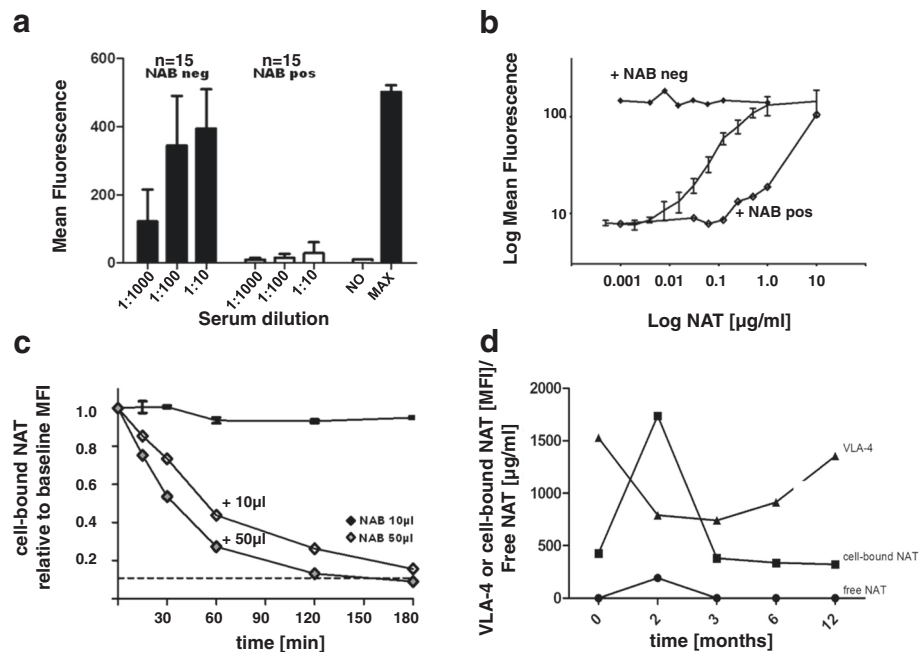 a
n=15
NAB neg
n=15
NAB pos
Mean Fluorescence
600
400
200
0
1:1000
1:100
1:10
1:1000
1:100
1:10
NO
MAX
Serum dilution
b
+ NAB neg
+ NAB pos
Log Mean Fluorescence
100
10
0.001
0.01
0.1
1.0
10
Log NAT [µg/ml]
c
cell-bound NAT
relative to baseline MFI
1.0
0.8
0.6
0.4
0.2
+ 10µl
+ 50µl
NAB 10µl
NAB 50µl
30
60
90
120
150
180
time [min]
d
VLA-4 or cell-bound NAT [MFI]/
Free NAT [µg/ml]
2000
1500
1000
500
0
VLA-4
cell-bound NAT
free NAT
0
2
3
6
12
time [months]